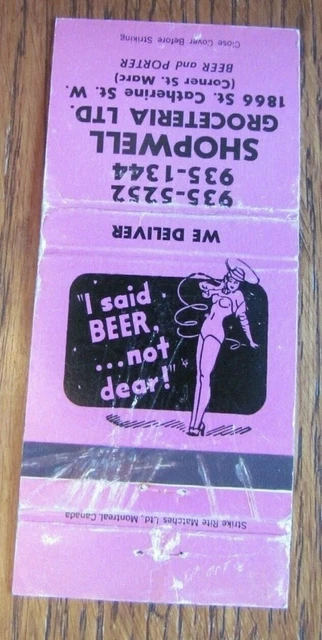 Close Cover Before Striking
BEER and PORTER
(Corner St. Marc)
1866 St. Catherine St. W.
GROCETERIA LTD.
SHOPWELL
935-1344
935-5252
WE DELIVER
"I said
BEER,
...not
dear!"
Strike Rite Matches Ltd. Montreal, Canada